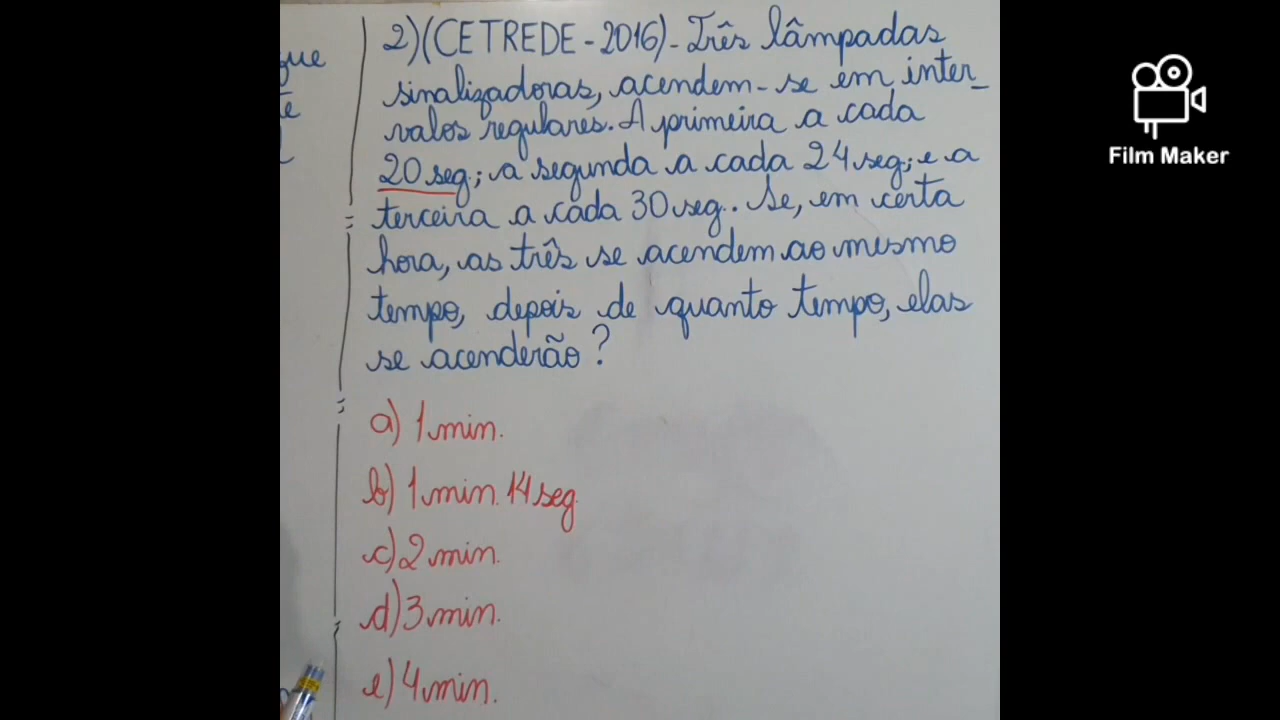 que
te
2)(CETREDE - 2016) - Três lâmpadas
sinalizadoras, acendem-se em inter_
valos regulares. A primeira a cada
20 seg; a segunda a cada 24 seg; e a
terceira a cada 30 seg.. Se, em certa
hora, as três se acendem ao mesmo
tempo, depois de quanto tempo, elas
se acenderão?
a) 1 min.
b) 1 min. 14 seg.
c) 2 min.
d) 3 min.
e) 4 min.
Film Maker